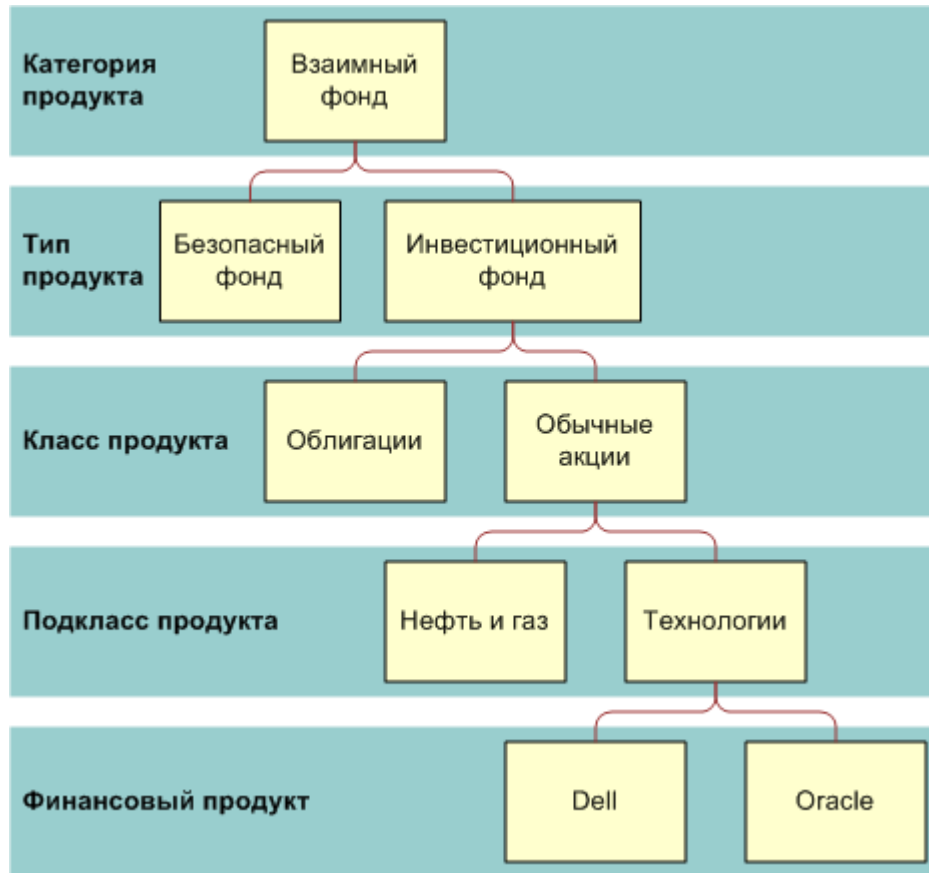 Категория
продукта
Взаимный
фонд
Тип
продукта
Безопасный
фонд
Инвестиционный
фонд
Класс продукта
Облигации
Обычные
акции
Подкласс продукта
Нефть и газ
Технологии
Финансовый продукт
Dell
Oracle